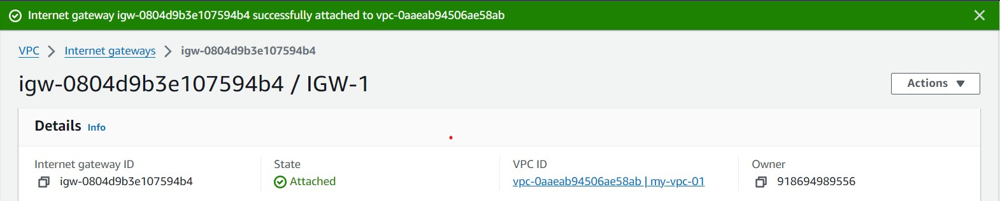 Internet gateway igw-0804d9b3e107594b4 successfully attached to vpc-0aaeab94506ae58ab
VPC > Internet gateways > igw-0804d9b3e107594b4
igw-0804d9b3e107594b4 / IGW-1
Actions
Details Info
Internet gateway ID
igw-0804d9b3e107594b4
State
Attached
VPC ID
vpc-0aaeab94506ae58ab | my-vpc-01
Owner
918694989556